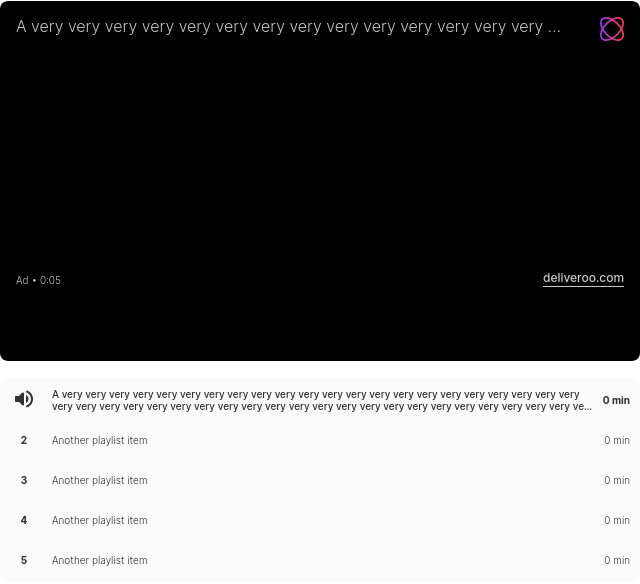 A very very very very very very very very very very very very very very ...
Ad • 0:05
deliveroo.com
A very very very very very very very very very very very very very very very very very very very very very very
very very very very very very very very very very very very very very very very very very very very very very ve...
0 min
2 Another playlist item 0 min
3 Another playlist item 0 min
4 Another playlist item 0 min
5 Another playlist item 0 min